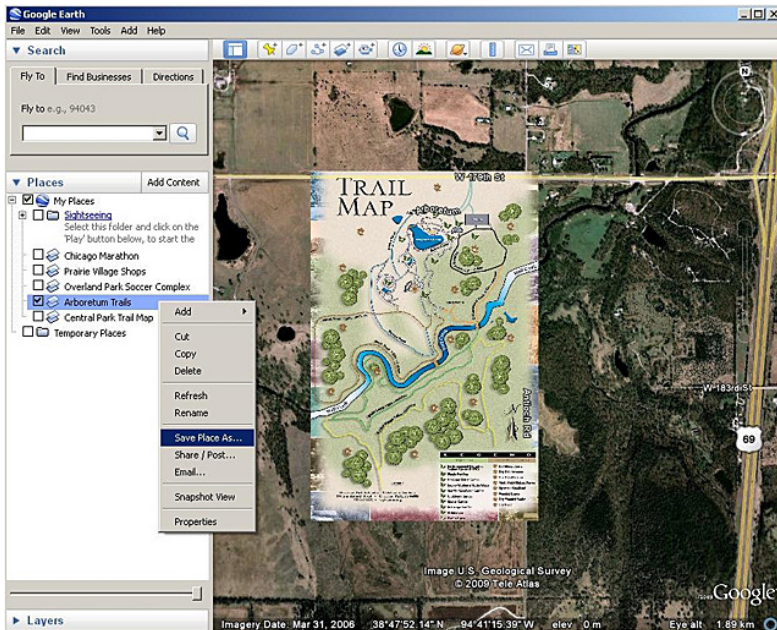 Google Earth
File Edit View Tools Add Help
Search
Fly To
Find Businesses
Directions
Fly to e.g., 94043
Places
Add Content
My Places
Sightseeing
Select this folder and click on the
'Play' button below, to start the
Chicago Marathon
Prairie Village Shops
Overland Park Soccer Complex
Arboretum Trails
Central Park Trail Map
Temporary Places
Add
Cut
Copy
Delete
Refresh
Rename
Save Place As...
Share / Post...
Email...
Snapshot View
Properties
Layers
N
W 179th St
TRAIL
MAP
Arboretum
W 183rd St
Antioch Rd
69
LEGEND
Image U.S. Geological Survey
© 2009 Tele Atlas
©2009 Google
Imagery Date: Mar 31, 2006 38°47'52.14" N 94°41'15.39" W elev 0 m Eye alt 1.89 km